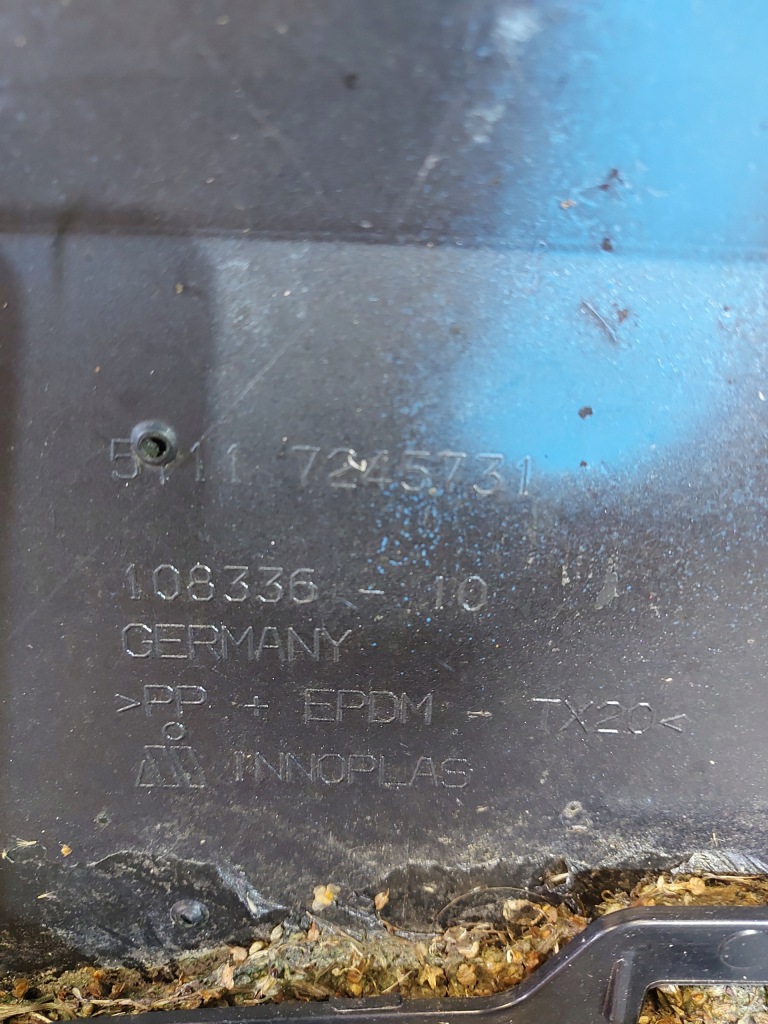 5111 7245731
108336 - 10
GERMANY
>PP + EPDM - TX20<
INNOPLAS